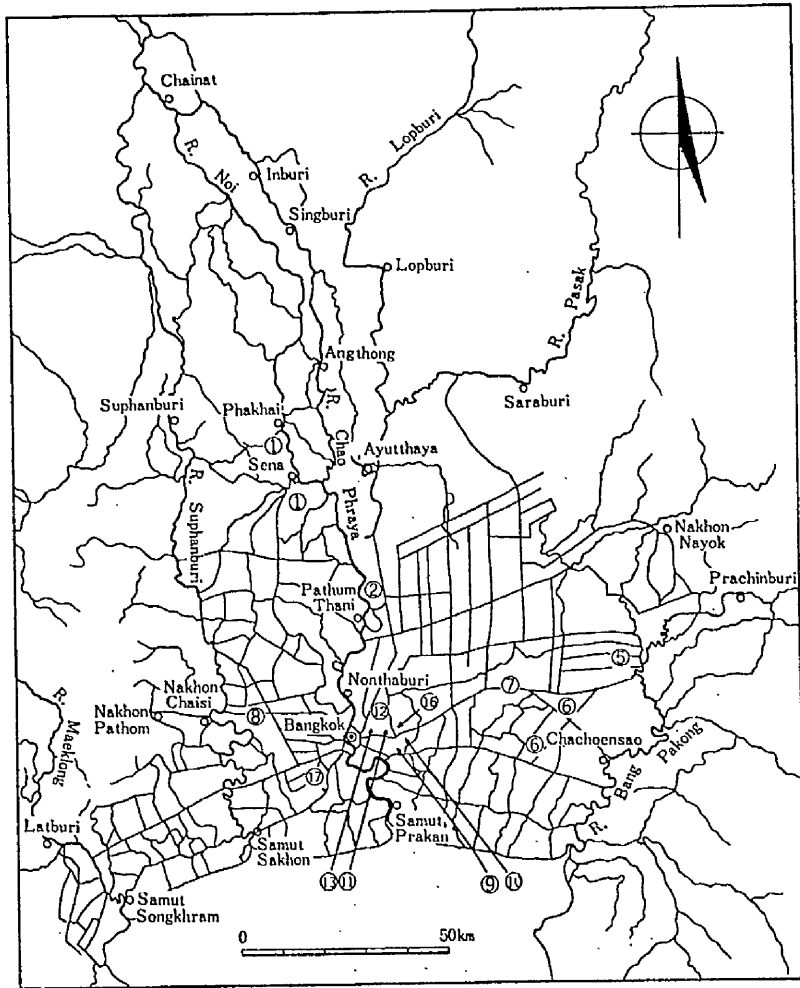 Chainat
R. Noi
Inburi
Singburi
R. Lopburi
Lopburi
R. Pasak
Angthong
Saraburi
Suphanburi
Phakhai
①
Sena
①
R. Chao Phraya
Ayutthaya
R. Suphanburi
Nakhon
Nayok
Prachinburi
②
Pathum
Thani
⑤
Nonthaburi
⑦
⑥
Nakhon
Chaisi
Nakhon
Pathom
⑧
Bangkok
⑫
⑯
⑥
Chachoensao
R. Maeklang
R. Bang Pakong
⑰
Samut,
Prakan
Latburi
Samut
Sakhon
⑬
⑪
⑨
⑩
Samut
Songkhram
0
50km